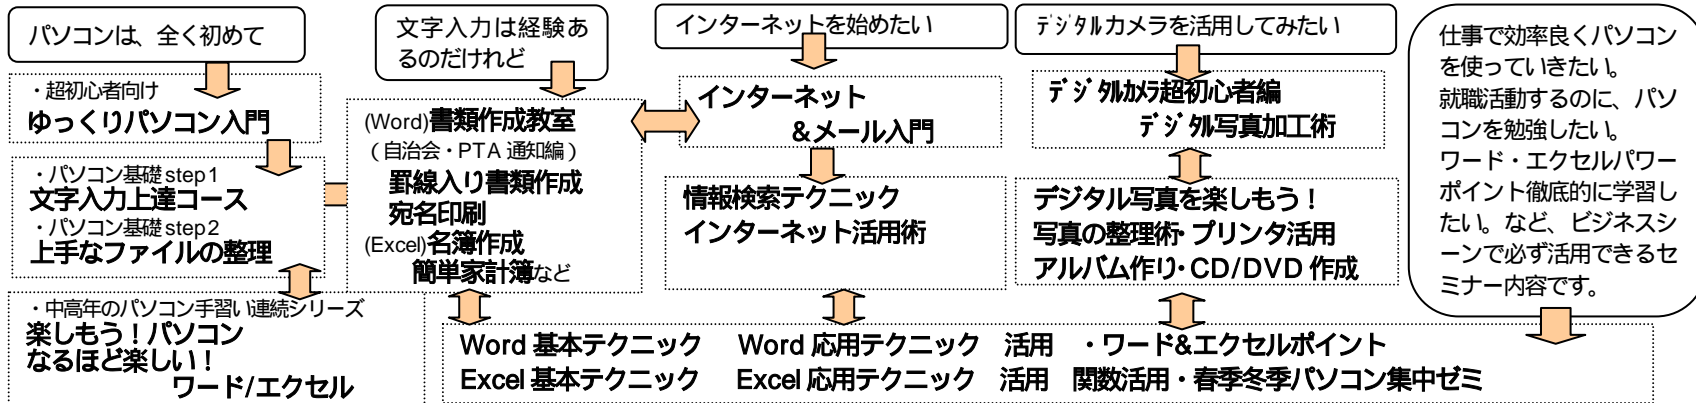 パソコンは、全く初めて
・超初心者向け
ゆっくりパソコン入門
・パソコン基礎 step1
文字入力上達コース
・パソコン基礎 step2
上手なファイルの整理
・中高年のパソコン手習い連続シリーズ
楽しもう！パソコン
なるほど楽しい！
ワード/エクセル
文字入力は経験あ
るのだけれど
(Word)書類作成教室
（自治会・PTA 通知編）
罫線入り書類作成
宛名印刷
(Excel)名簿作成
簡単家計簿など
インターネットを始めたい
インターネット
&メール入門
情報検索テクニック
インターネット活用術
デジタルカメラを活用してみたい
デジタルカメラ超初心者編
デジタル写真加工術
デジタル写真を楽しもう！
写真の整理術・プリンタ活用
アルバム作り・CD/DVD 作成
仕事で効率良くパソコン
を使っていきたい。
就職活動するのに、パソ
コンを勉強したい。
ワード・エクセルパワー
ポイント徹底的に学習し
たい。など、ビジネスシ
ーンで必ず活用できるセ
ミナー内容です。
Word 基本テクニック　Word 応用テクニック　活用　・ワード&エクセルポイント
Excel 基本テクニック　Excel 応用テクニック　活用　関数活用・春季冬季パソコン集中ゼミ